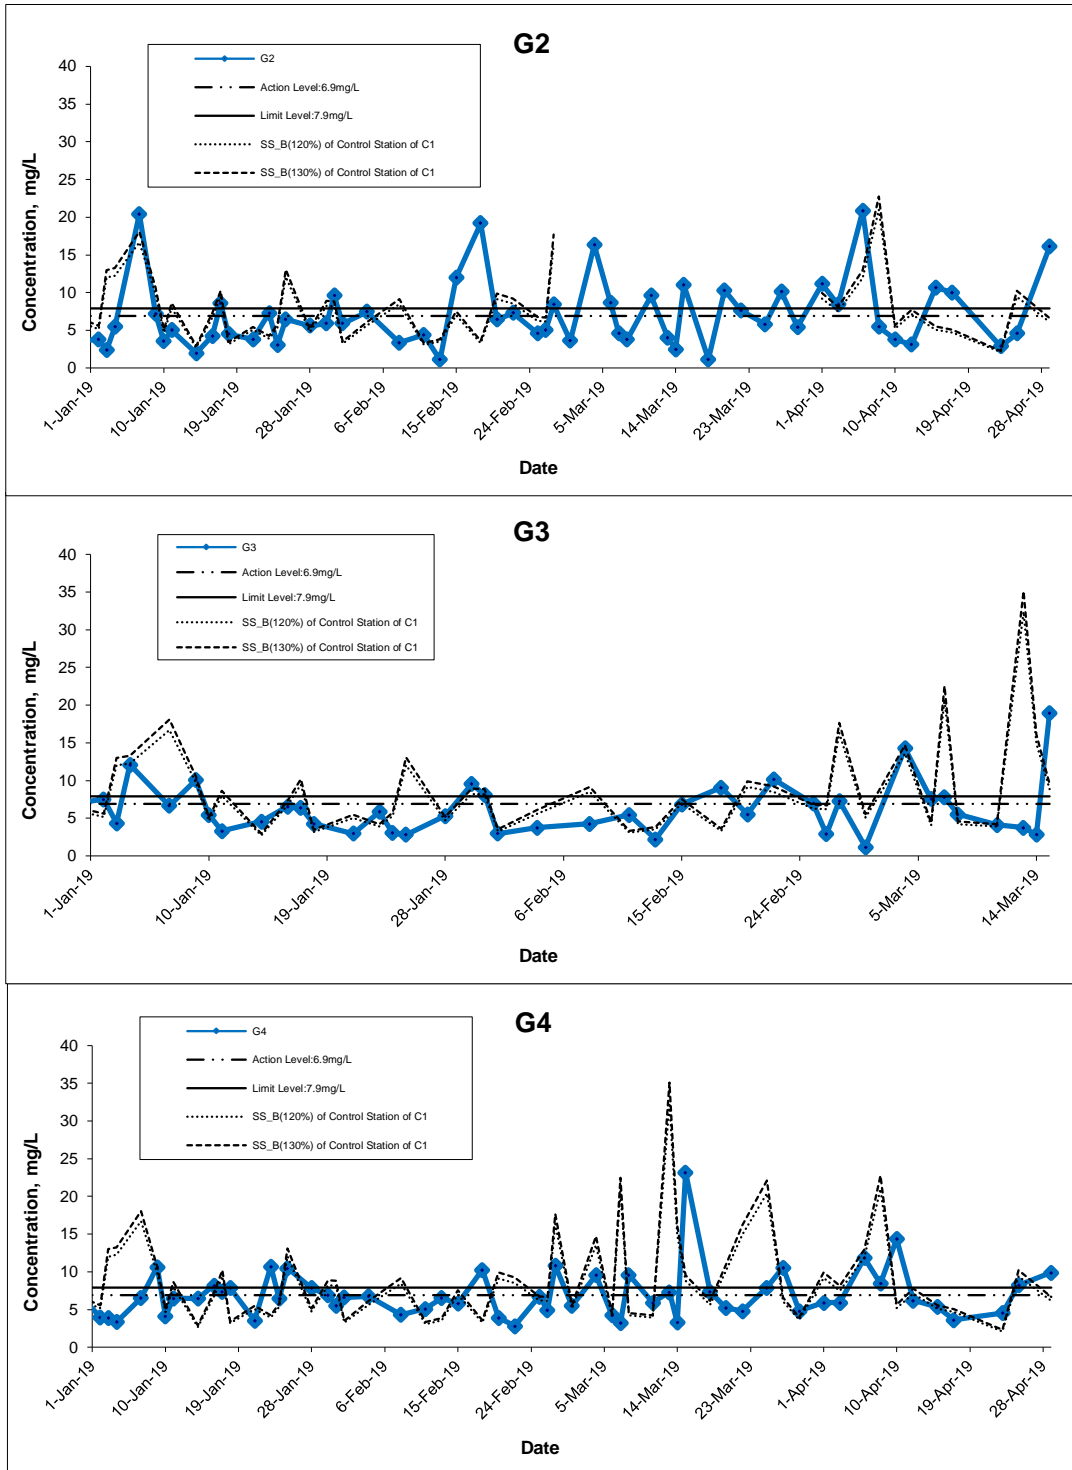 G2
G2
Action Level:6.9mg/L
Limit Level:7.9mg/L
SS_B(120%) of Control Station of C1
SS_B(130%) of Control Station of C1
Concentration, mg/L
40
35
30
25
20
15
10
5
0
1-Jan-19
10-Jan-19
19-Jan-19
28-Jan-19
6-Feb-19
15-Feb-19
24-Feb-19
5-Mar-19
14-Mar-19
23-Mar-19
1-Apr-19
10-Apr-19
19-Apr-19
28-Apr-19
Date
G3
G3
Action Level:6.9mg/L
Limit Level:7.9mg/L
SS_B(120%) of Control Station of C1
SS_B(130%) of Control Station of C1
Concentration, mg/L
40
35
30
25
20
15
10
5
0
1-Jan-19
10-Jan-19
19-Jan-19
28-Jan-19
6-Feb-19
15-Feb-19
24-Feb-19
5-Mar-19
14-Mar-19
Date
G4
G4
Action Level:6.9mg/L
Limit Level:7.9mg/L
SS_B(120%) of Control Station of C1
SS_B(130%) of Control Station of C1
Concentration, mg/L
40
35
30
25
20
15
10
5
0
1-Jan-19
10-Jan-19
19-Jan-19
28-Jan-19
6-Feb-19
15-Feb-19
24-Feb-19
5-Mar-19
14-Mar-19
23-Mar-19
1-Apr-19
10-Apr-19
19-Apr-19
28-Apr-19
Date